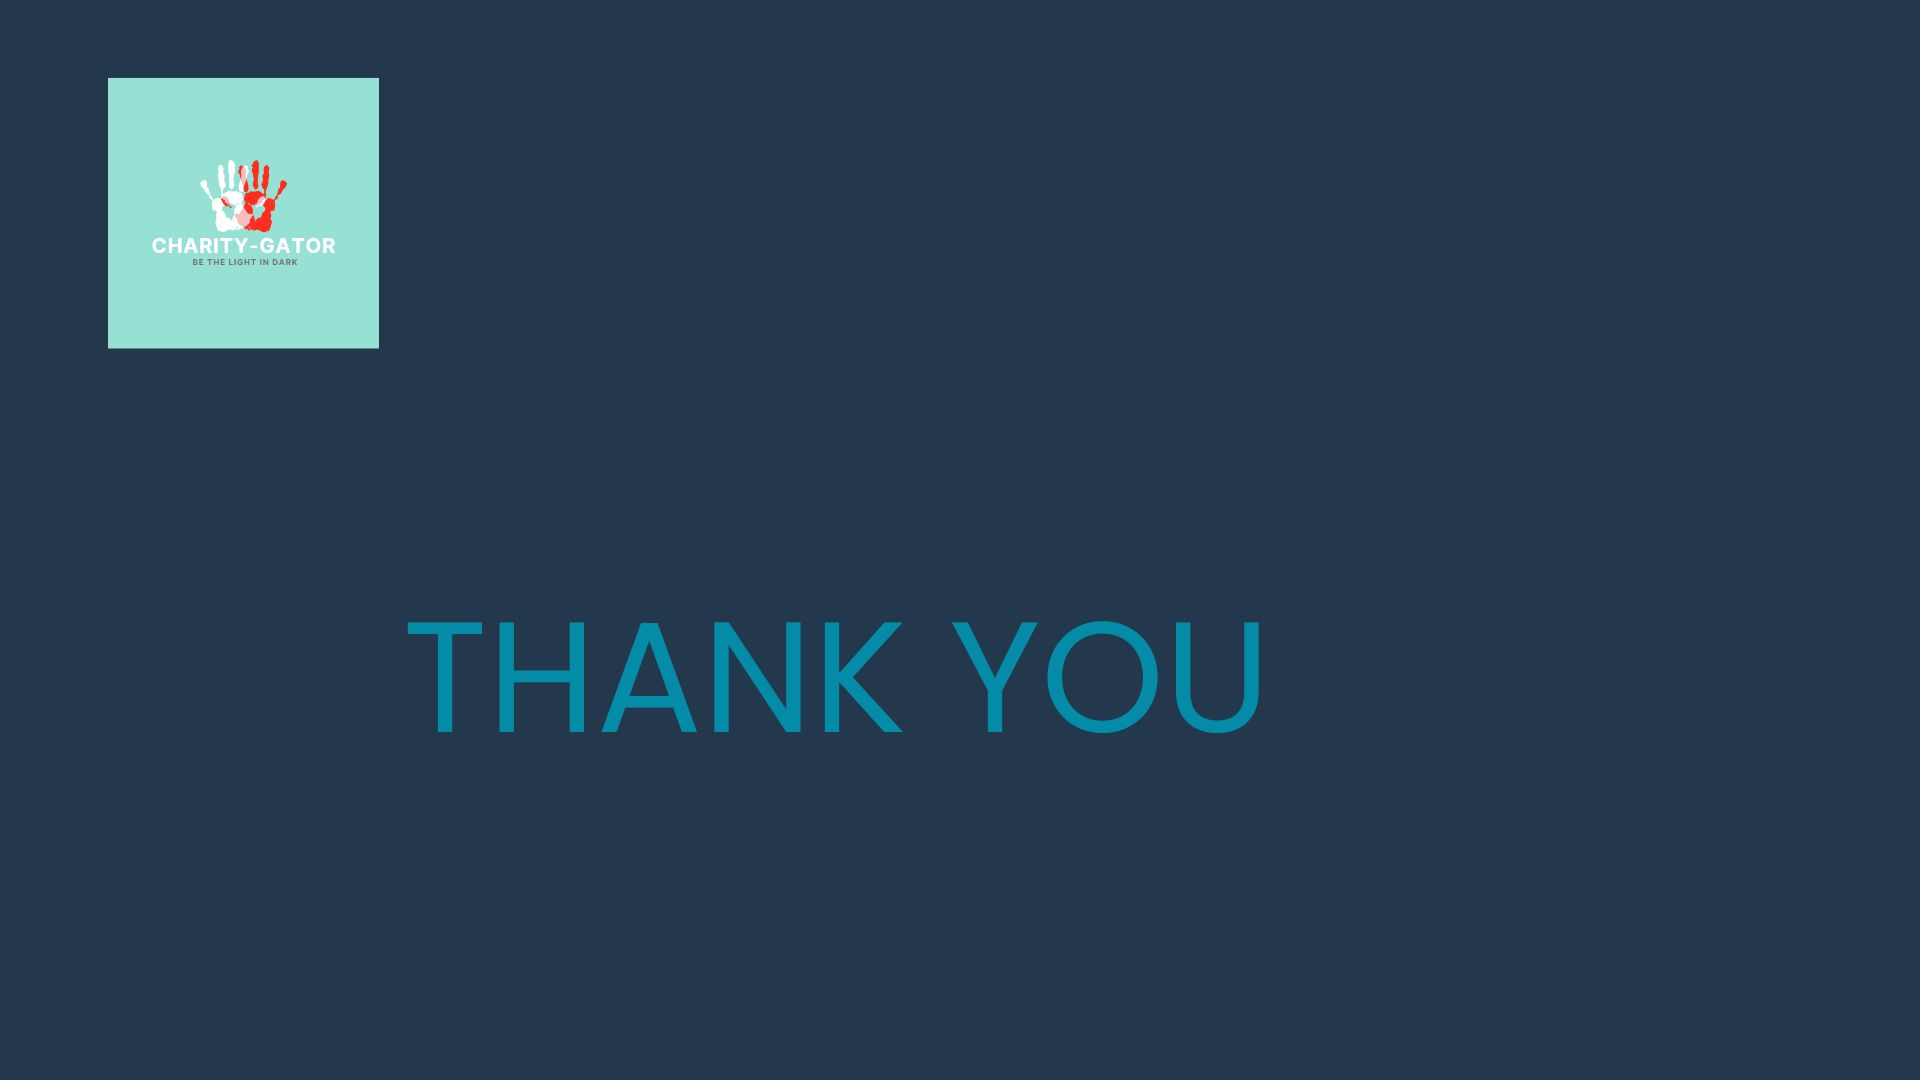 CHARITY-GATOR
BE THE LIGHT IN DARK
THANK YOU